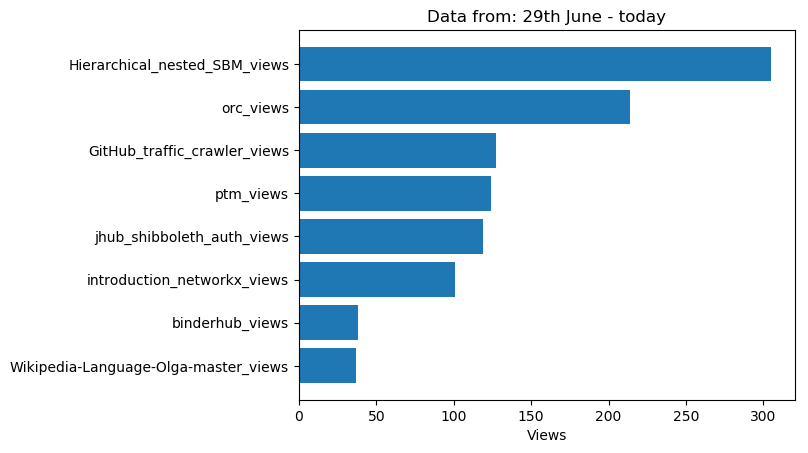 Data from: 29th June - today
Hierarchical_nested_SBM_views
orc_views
GitHub_traffic_crawler_views
ptm_views
jhub_shibboleth_auth_views
introduction_networkx_views
binderhub_views
Wikipedia-Language-Olga-master_views
0 50 100 150 200 250 300
Views